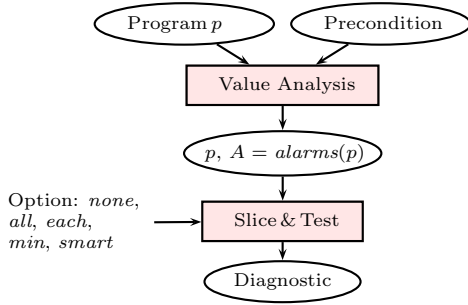 Program p
Precondition
Value Analysis
p, A = alarms(p)
Option: none,
all, each,
min, smart
Slice & Test
Diagnostic